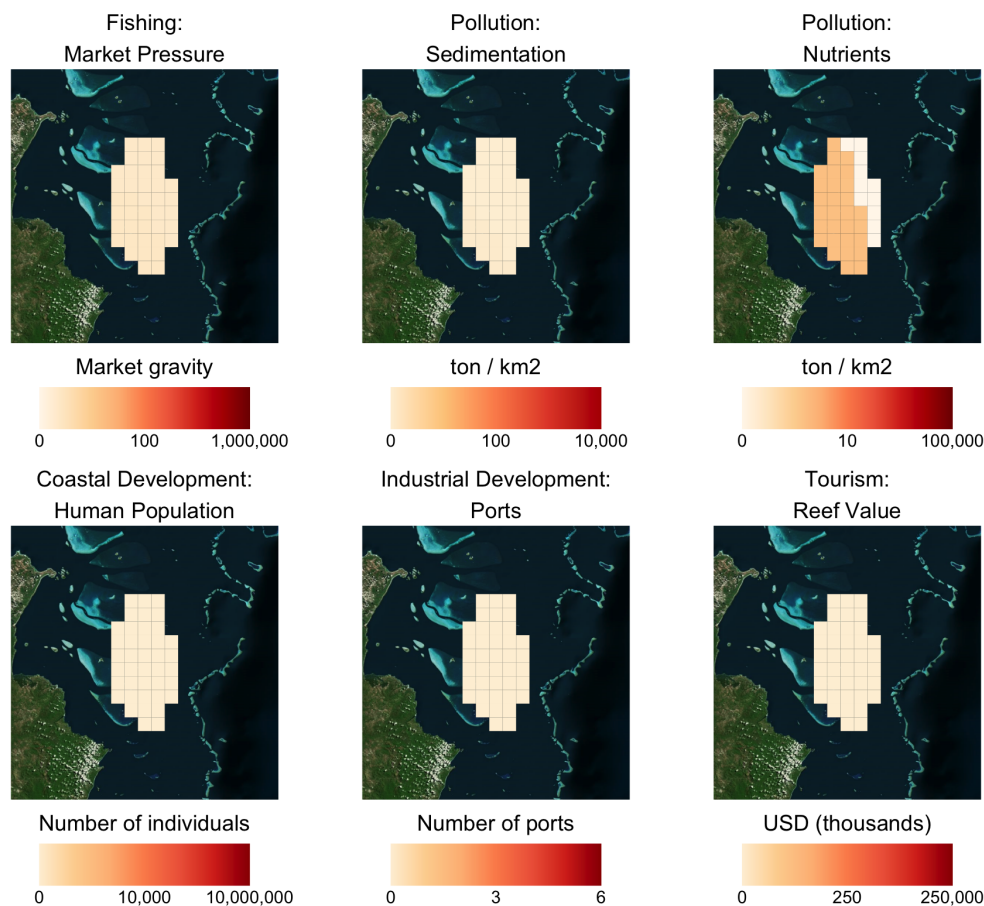 Fishing:
Market Pressure
Pollution:
Sedimentation
Pollution:
Nutrients
Market gravity
0 100 1,000,000
ton / km2
0 100 10,000
ton / km2
0 10 100,000
Coastal Development:
Human Population
Industrial Development:
Ports
Tourism:
Reef Value
Number of individuals
0 10,000 10,000,000
Number of ports
0 3 6
USD (thousands)
0 250 250,000